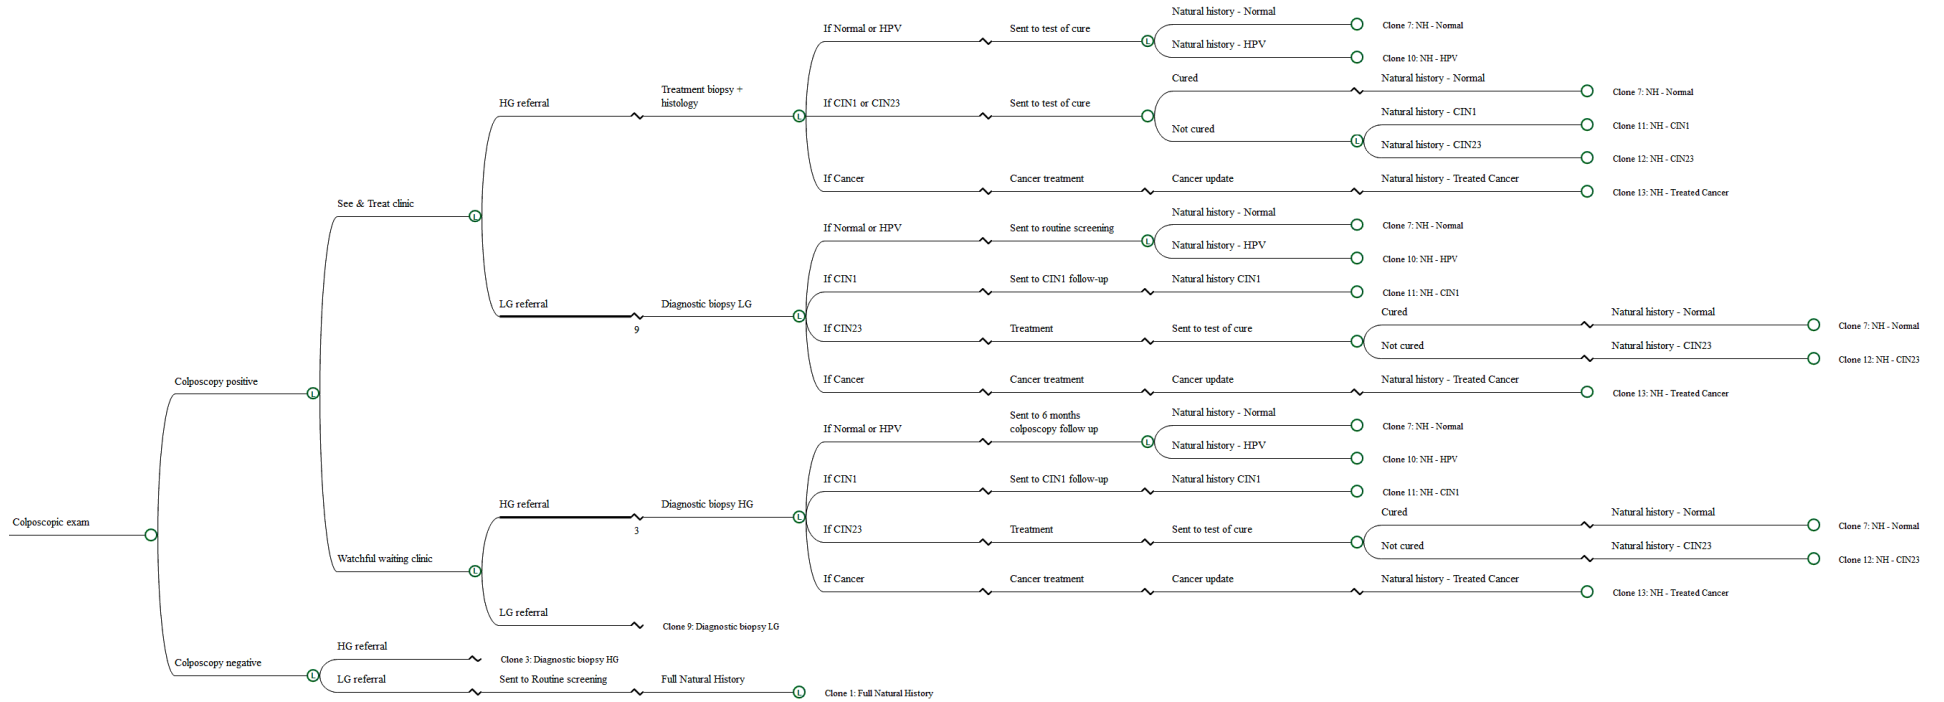 Natural history - Normal
If Normal or HPV
Sent to test of cure
L
Clone 7: NH - Normal
Natural history - HPV
Clone 10: NH - HPV
Cured
Natural history - Normal
Clone 7: NH - Normal
HG referral
Treatment biopsy +
histology
L
If CIN1 or CIN23
Sent to test of cure
Natural history - CIN1
Clone 11: NH - CIN1
Not cured
L
Natural history - CIN23
Clone 12: NH - CIN23
If Cancer
Cancer treatment
Cancer update
Natural history - Treated Cancer
Clone 13: NH - Treated Cancer
See & Treat clinic
L
Natural history - Normal
If Normal or HPV
Sent to routine screening
L
Clone 7: NH - Normal
Natural history - HPV
Clone 10: NH - HPV
If CIN1
Sent to CIN1 follow-up
Natural history CIN1
Clone 11: NH - CIN1
LG referral
9
Diagnostic biopsy LG
L
Cured
Natural history - Normal
Clone 7: NH - Normal
If CIN23
Treatment
Sent to test of cure
Not cured
Natural history - CIN23
Clone 12: NH - CIN23
If Cancer
Cancer treatment
Cancer update
Natural history - Treated Cancer
Clone 13: NH - Treated Cancer
Colposcopy positive
L
Sent to 6 months
colposcopy follow up
Natural history - Normal
If Normal or HPV
L
Clone 7: NH - Normal
Natural history - HPV
Clone 10: NH - HPV
If CIN1
Sent to CIN1 follow-up
Natural history CIN1
Clone 11: NH - CIN1
HG referral
3
Diagnostic biopsy HG
L
Cured
Natural history - Normal
Clone 7: NH - Normal
If CIN23
Treatment
Sent to test of cure
Not cured
Natural history - CIN23
Clone 12: NH - CIN23
Colposcopic exam
Watchful waiting clinic
L
If Cancer
Cancer treatment
Cancer update
Natural history - Treated Cancer
Clone 13: NH - Treated Cancer
LG referral
Clone 9: Diagnostic biopsy LG
HG referral
Clone 3: Diagnostic biopsy HG
Colposcopy negative
L
LG referral
Sent to Routine screening
Full Natural History
L
Clone 1: Full Natural History